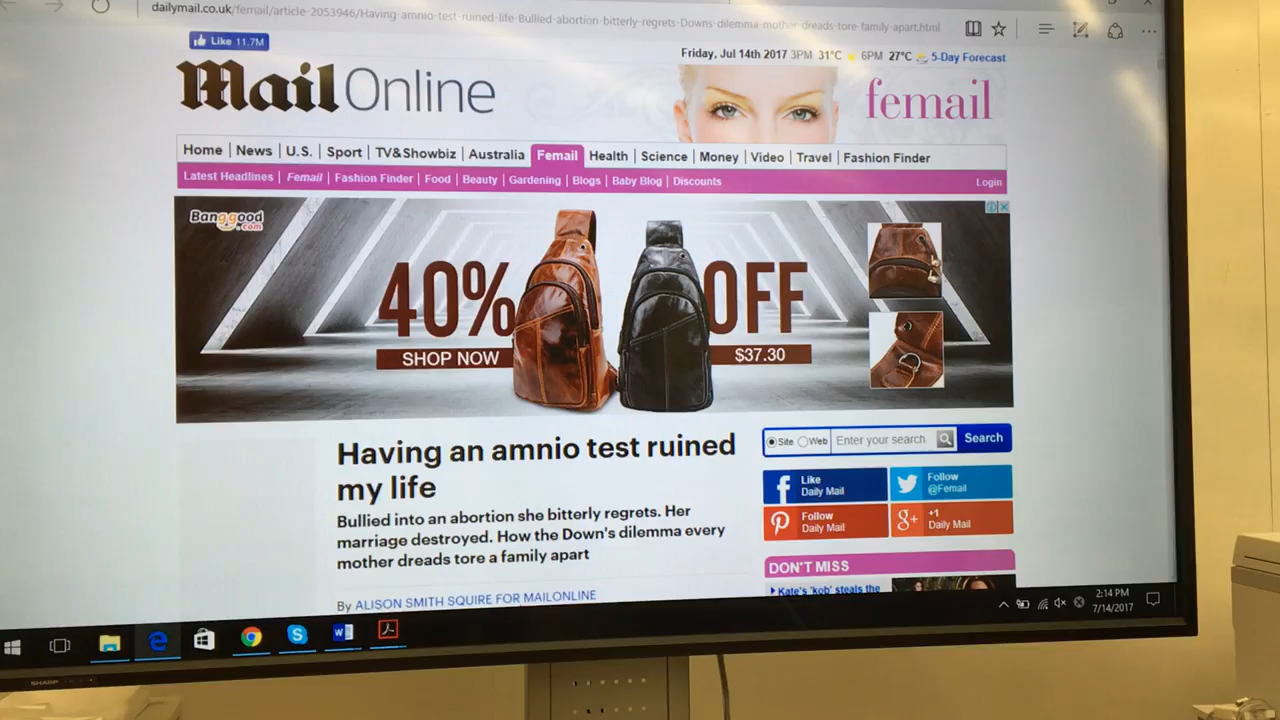 dailymail.co.uk/femail/article-2053946/Having-amnio-test-ruined-life-Bullied-abortion-bitterly-regrets-Downs-dilemma-mother-dreads-tore-family-apart.html
Like 11.7M
Friday, Jul 14th 2017 3PM 31°C 6PM 27°C 5-Day Forecast
Mail Online
femail
Home News U.S. Sport TV&Showbiz Australia Femail Health Science Money Video Travel Fashion Finder
Latest Headlines Femail Fashion Finder Food Beauty Gardening Blogs Baby Blog Discounts Login
Banggood.com
40% OFF
SHOP NOW $37.30
Having an amnio test ruined
my life
Bullied into an abortion she bitterly regrets. Her
marriage destroyed. How the Down's dilemma every
mother dreads tore a family apart
By ALISON SMITH SQUIRE FOR MAILONLINE
Site Web Enter your search Search
Like
Daily Mail
Follow
@Femail
Follow
Daily Mail
+1
Daily Mail
DON'T MISS
Kate's 'kob' steals the
2:14 PM
7/14/2017
SHARP